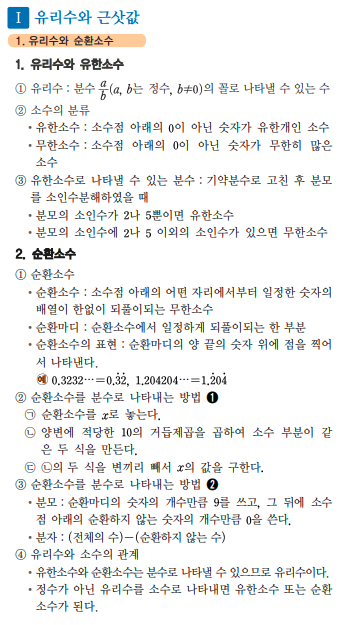 Ⅰ 유리수와 근삿값
1. 유리수와 순환소수
1. 유리수와 유한소수
① 유리수 : 분수 a/b(a, b는 정수, b≠0)의 꼴로 나타낼 수 있는 수
② 소수의 분류
• 유한소수 : 소수점 아래의 0이 아닌 숫자가 유한개인 소수
• 무한소수 : 소수점 아래의 0이 아닌 숫자가 무한히 많은
소수
③ 유한소수로 나타낼 수 있는 분수 : 기약분수로 고친 후 분모
를 소인수분해하였을 때
• 분모의 소인수가 2나 5뿐이면 유한소수
• 분모의 소인수에 2나 5 이외의 소인수가 있으면 무한소수
2. 순환소수
① 순환소수
• 순환소수 : 소수점 아래의 어떤 자리에서부터 일정한 숫자의
배열이 한없이 되풀이되는 무한소수
• 순환마디 : 순환소수에서 일정하게 되풀이되는 한 부분
• 순환소수의 표현 : 순환마디의 양 끝의 숫자 위에 점을 찍어
서 나타낸다.
예 0.3232⋯=0.3̇2̇, 1.204204⋯=1.2̇04̇
② 순환소수를 분수로 나타내는 방법 ❶
㉠ 순환소수를 x로 놓는다.
㉡ 양변에 적당한 10의 거듭제곱을 곱하여 소수 부분이 같
은 두 식을 만든다.
㉢ ㉡의 두 식을 변끼리 빼서 x의 값을 구한다.
③ 순환소수를 분수로 나타내는 방법 ❷
• 분모 : 순환마디의 숫자의 개수만큼 9를 쓰고, 그 뒤에 소수
점 아래의 순환하지 않는 숫자의 개수만큼 0을 쓴다.
• 분자 : (전체의 수)-(순환하지 않는 수)
④ 유리수와 소수의 관계
• 유한소수와 순환소수는 분수로 나타낼 수 있으므로 유리수이다.
• 정수가 아닌 유리수를 소수로 나타내면 유한소수 또는 순환
소수가 된다.